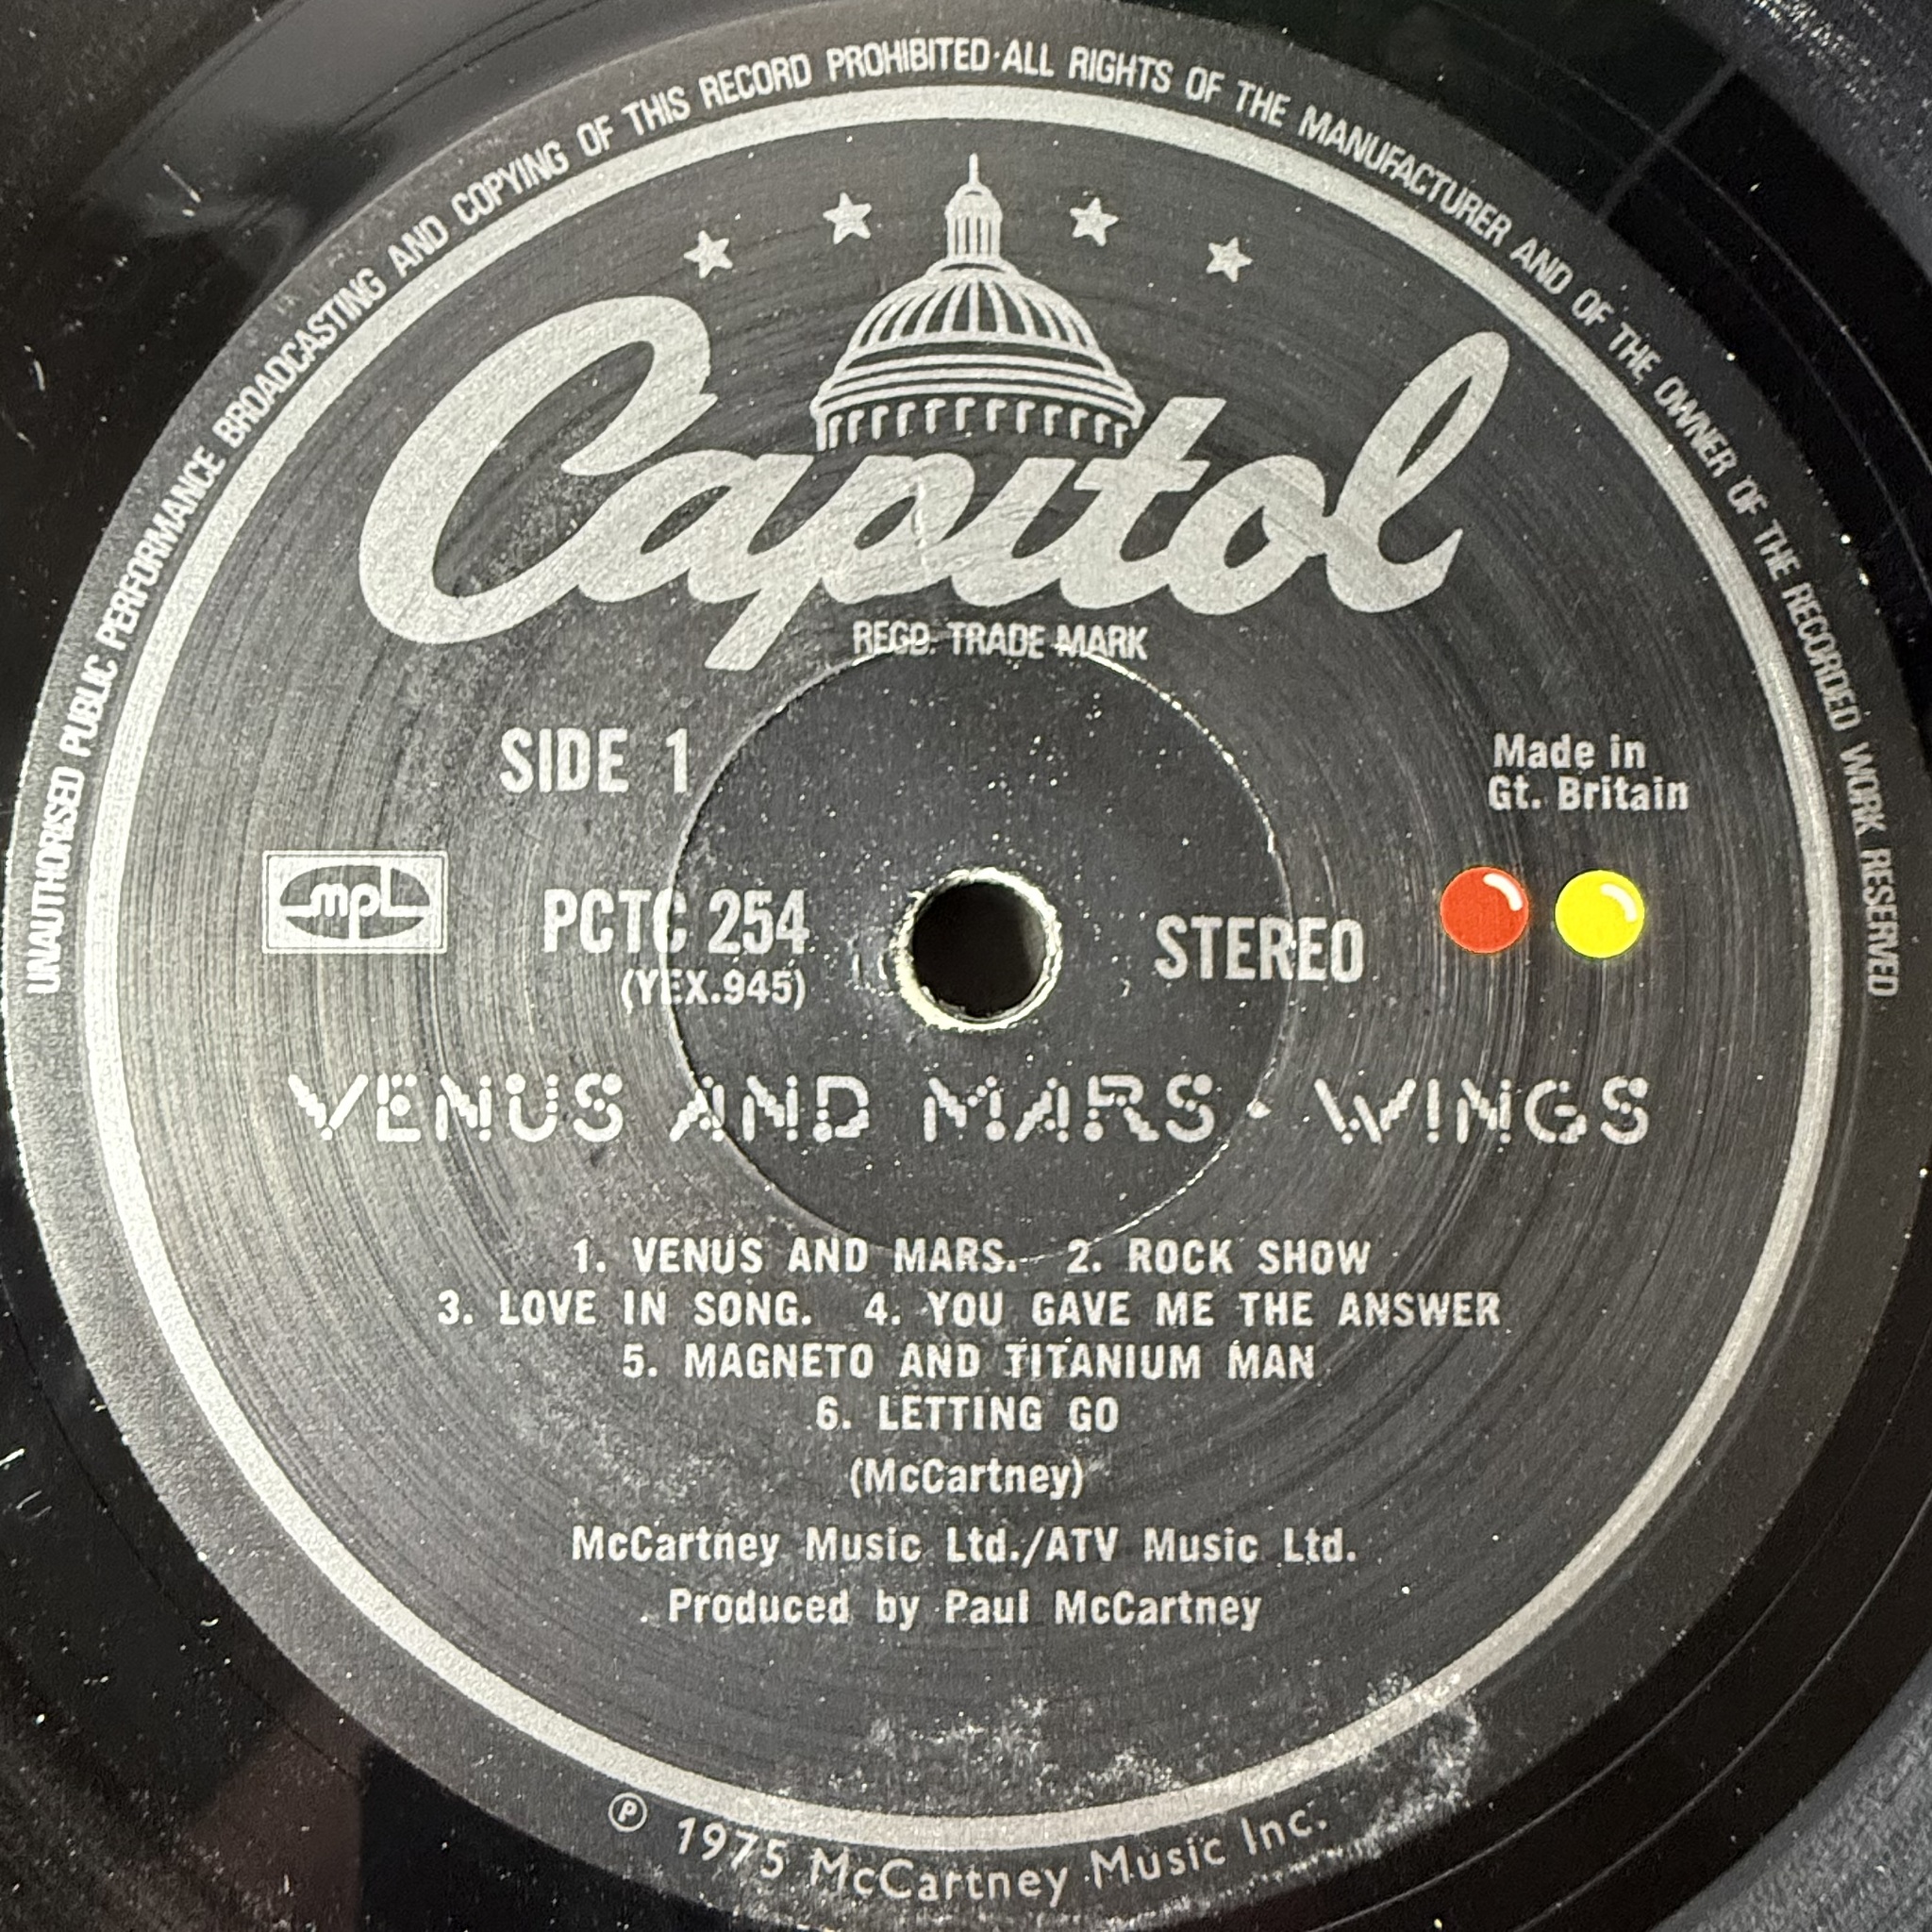 UNAUTHORISED PUBLIC PERFORMANCE BROADCASTING AND COPYING OF THIS RECORD PROHIBITED·ALL RIGHTS OF THE MANUFACTURER AND OF THE OWNER OF THE RECORDED WORK RESERVED
Capitol
REGD. TRADE MARK
SIDE 1
Made in
Gt. Britain
mpl
PCTC 254
(YEX.945)
STEREO
VENUS AND MARS · WINGS
1. VENUS AND MARS. 2. ROCK SHOW
3. LOVE IN SONG. 4. YOU GAVE ME THE ANSWER
5. MAGNETO AND TITANIUM MAN
6. LETTING GO
(McCartney)
McCartney Music Ltd./ATV Music Ltd.
Produced by Paul McCartney
℗ 1975 McCartney Music Inc.